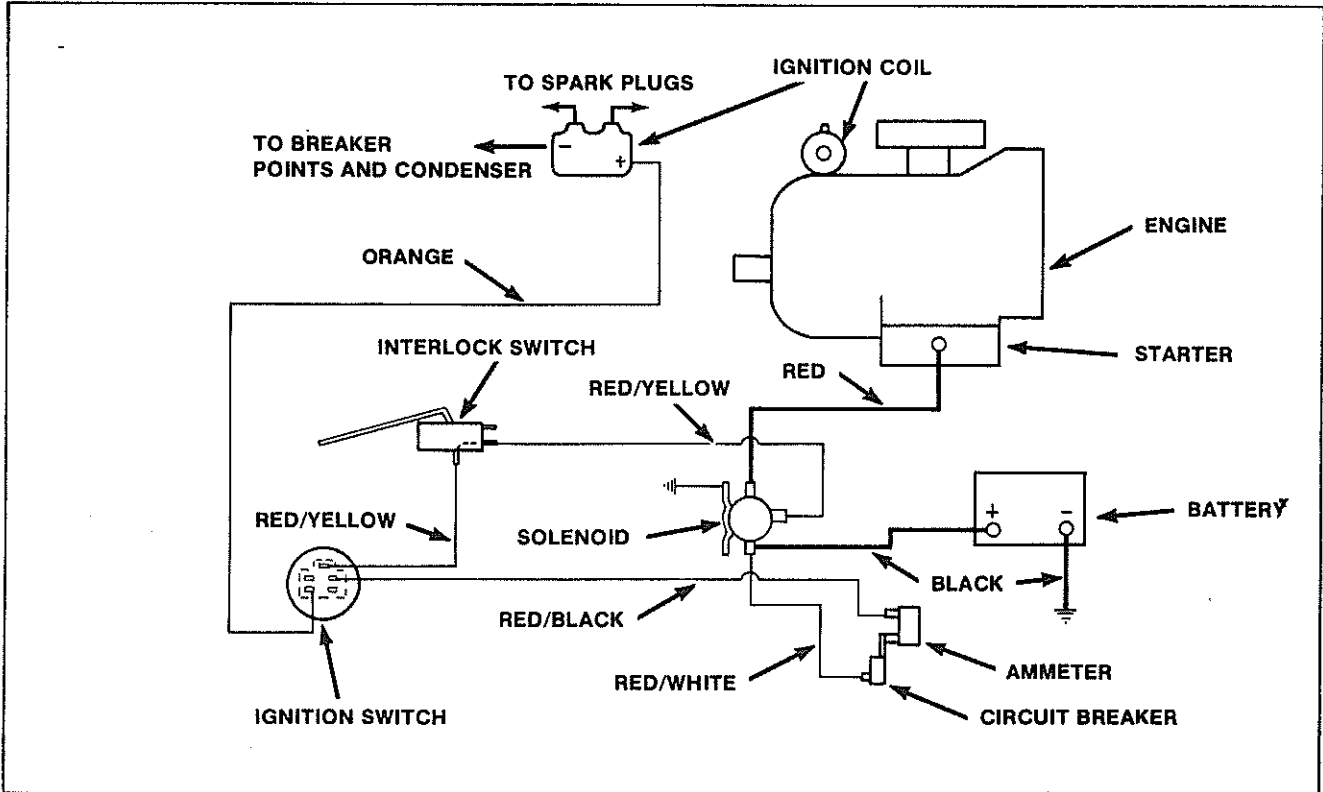 IGNITION COIL
TO SPARK PLUGS
TO BREAKER
POINTS AND CONDENSER
-
+
ENGINE
ORANGE
INTERLOCK SWITCH
STARTER
RED
RED/YELLOW
+
-
BATTERY
RED/YELLOW
SOLENOID
BLACK
RED/BLACK
AMMETER
RED/WHITE
CIRCUIT BREAKER
IGNITION SWITCH